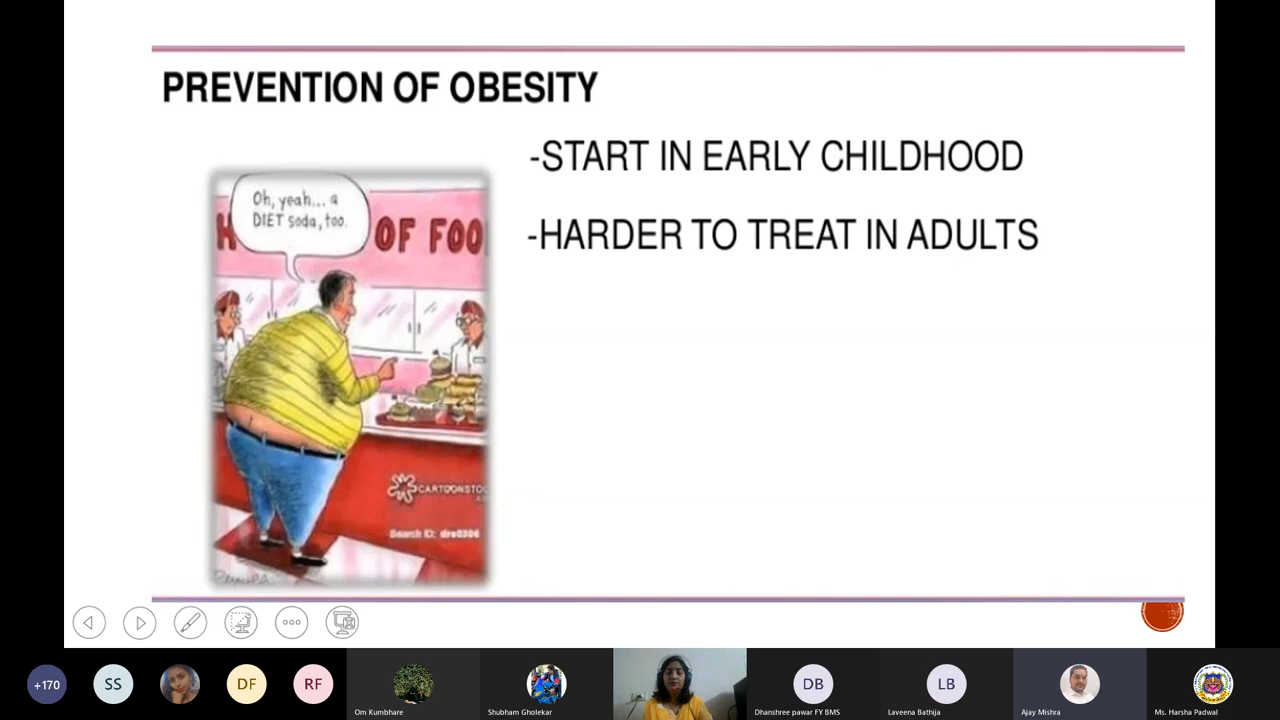 PREVENTION OF OBESITY
-START IN EARLY CHILDHOOD
-HARDER TO TREAT IN ADULTS
Oh, yeah... a
DIET soda, too.
H OF FOO
CARTOONSTO
Search ID: dre0306
+170
SS
DF
RF
DB
LB
Om Kumbhare
Shubham Gholekar
Dhanshree pawar FY BMS
Laveena Bathija
Ajay Mishra
Ms. Harsha Padwal